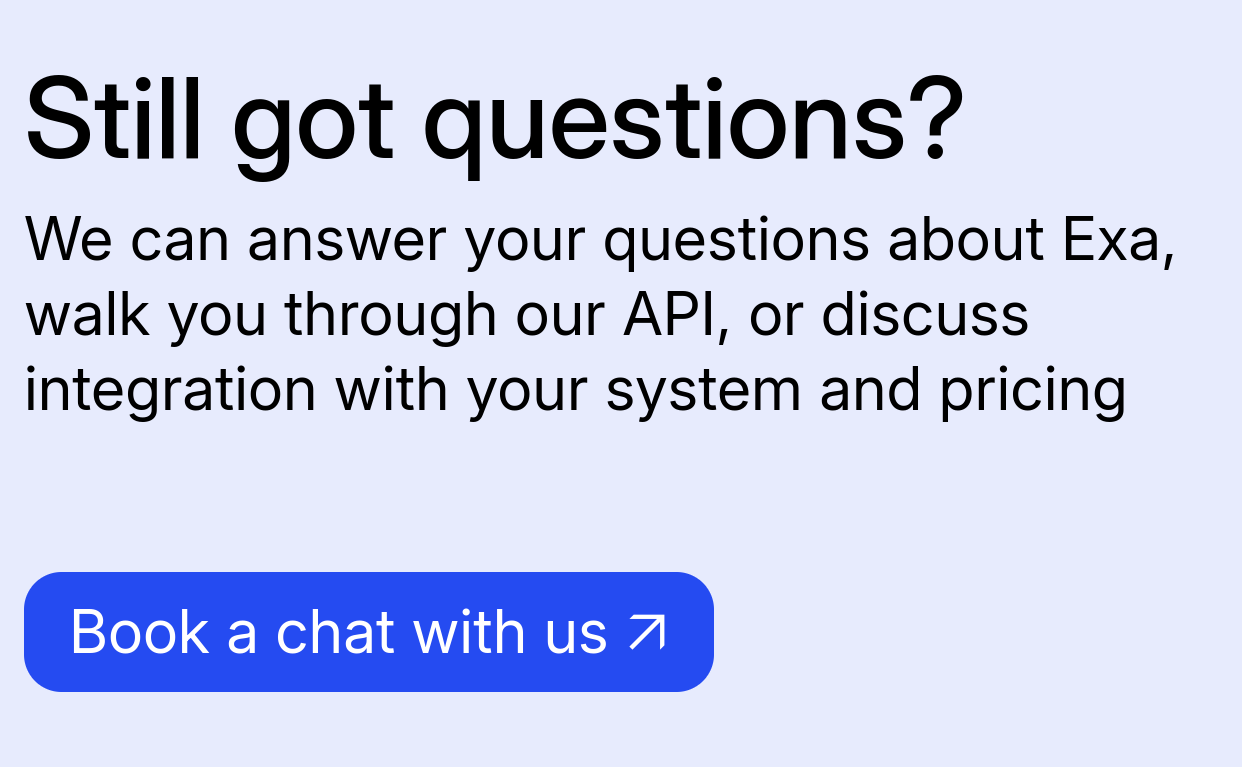 Still got questions?
We can answer your questions about Exa,
walk you through our API, or discuss
integration with your system and pricing
Book a chat with us